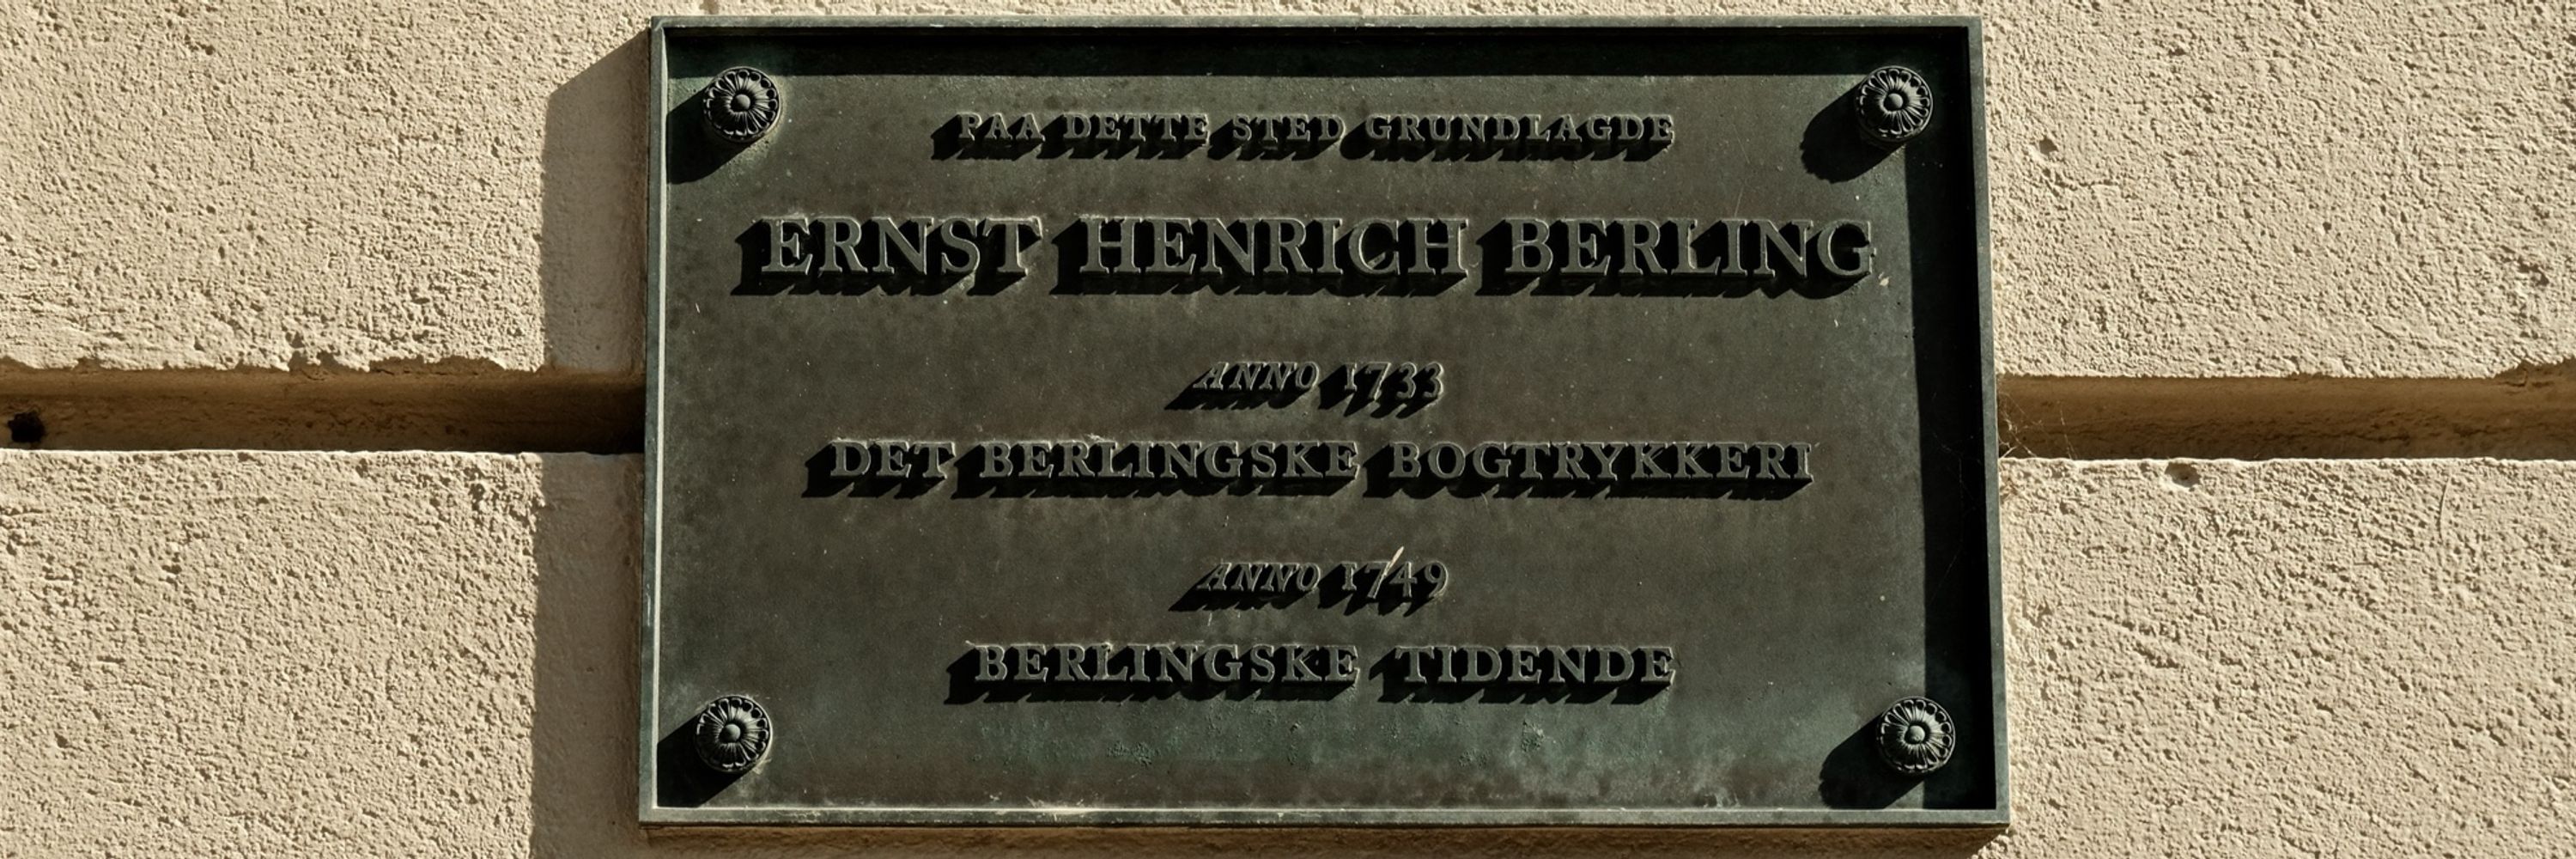 PAA DETTE STED GRUNDLAGDE
ERNST HENRICH BERLING
ANNO 1733
DET BERLINGSKE BOGTRYKKERI
ANNO 1749
BERLINGSKE TIDENDE